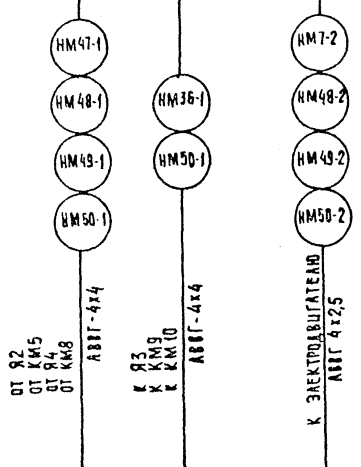 НМ47-1
НМ48-1
НМ49-1
НМ50-1
ОТ Я2
ОТ КМ5
ОТ Я4
ОТ КМ8
АВВГ-4х4
НМ36-1
НМ50-1
К Я3
К КМ9
К КМ10
АВВГ-4х4
НМ7-2
НМ48-2
НМ49-2
НМ50-2
К ЭЛЕКТРОДВИГАТЕЛЮ
АВВГ 4х2,5